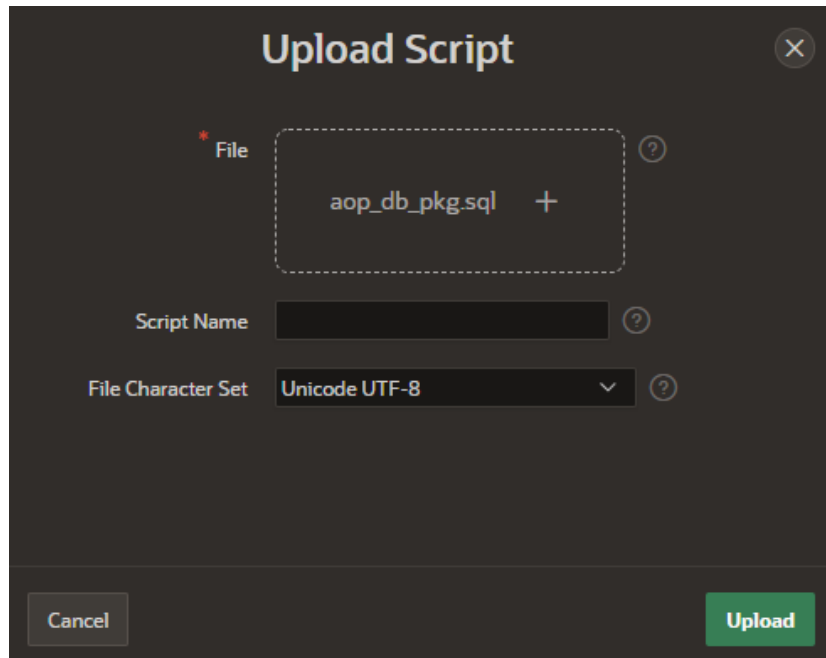 Upload Script
* File
aop_db_pkg.sql +
Script Name
File Character Set Unicode UTF-8
Cancel Upload